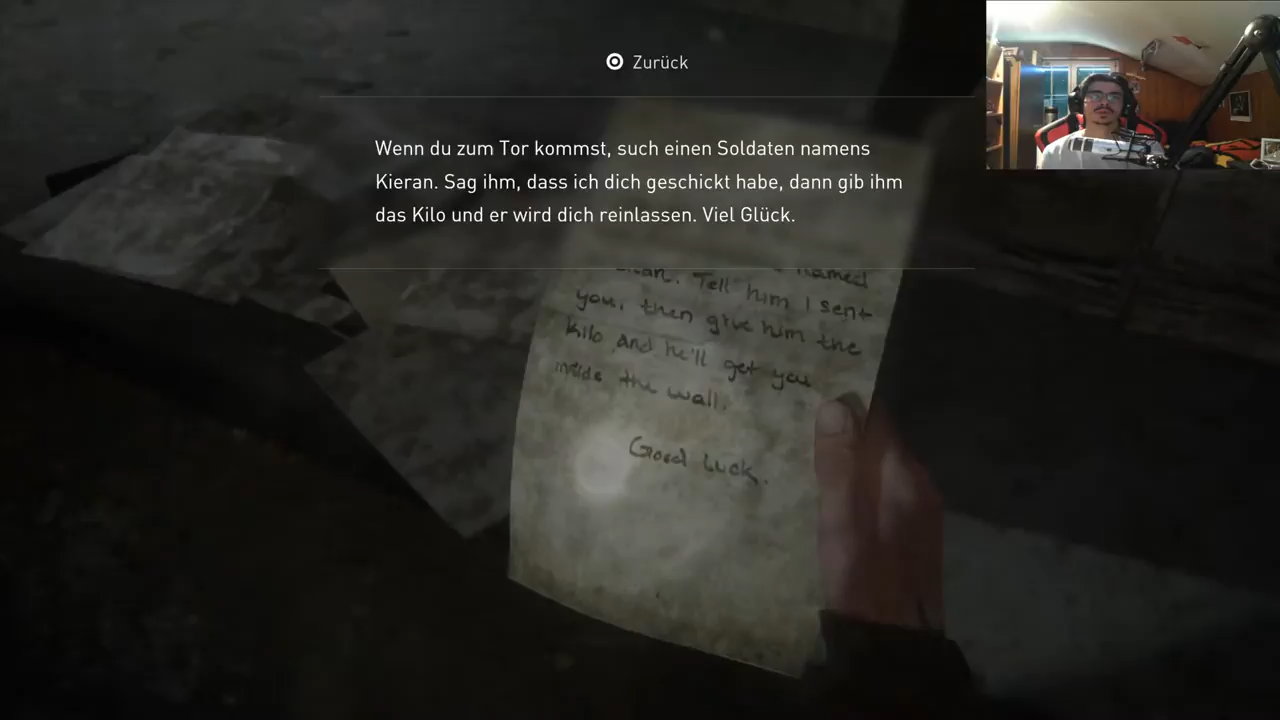 Zurück
Wenn du zum Tor kommst, such einen Soldaten namens
Kieran. Sag ihm, dass ich dich geschickt habe, dann gib ihm
das Kilo und er wird dich reinlassen. Viel Glück.
named
Tell him I sent
you, then give him the
Kilo and he'll get you
inside the wall.
Good Luck.